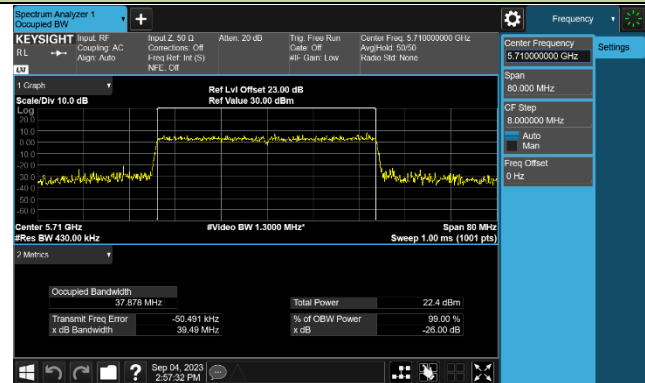 Spectrum Analyzer 1
Occupied BW
Frequency
KEYSIGHT
RL
LXI
Input: RF
Coupling: AC
Align: Auto
Input Z: 50 Ω
Corrections: Off
Freq Ref: Int (S)
NFE: Off
Atten: 20 dB
Trig: Free Run
Gate: Off
#IF Gain: Low
Center Freq: 5.710000000 GHz
Avg|Hold: 50/50
Radio Std: None
Center Frequency
5.710000000 GHz
Settings
Span
80.000 MHz
CF Step
8.000000 MHz
Auto
Man
Freq Offset
0 Hz
1 Graph
Scale/Div 10.0 dB
Ref Lvl Offset 23.00 dB
Ref Value 30.00 dBm
Log
20.0
10.0
0.00
-10.0
-20.0
-30.0
-40.0
-50.0
-60.0
Center 5.71 GHz
#Res BW 430.00 kHz
#Video BW 1.3000 MHz*
Span 80 MHz
Sweep 1.00 ms (1001 pts)
2 Metrics
Occupied Bandwidth
37.878 MHz
Total Power
22.4 dBm
Transmit Freq Error
-50.491 kHz
% of OBW Power
99.00 %
x dB Bandwidth
39.49 MHz
x dB
-26.00 dB
?
Sep 04, 2023
2:57:32 PM